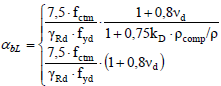 α_bL = { (7,5 · f_ctm)/(γ_Rd · f_yd) · (1 + 0,8ν_d)/(1 + 0,75k_D · ρ_comp/ρ)
(7,5 · f_ctm)/(γ_Rd · f_yd) · (1 + 0,8ν_d)